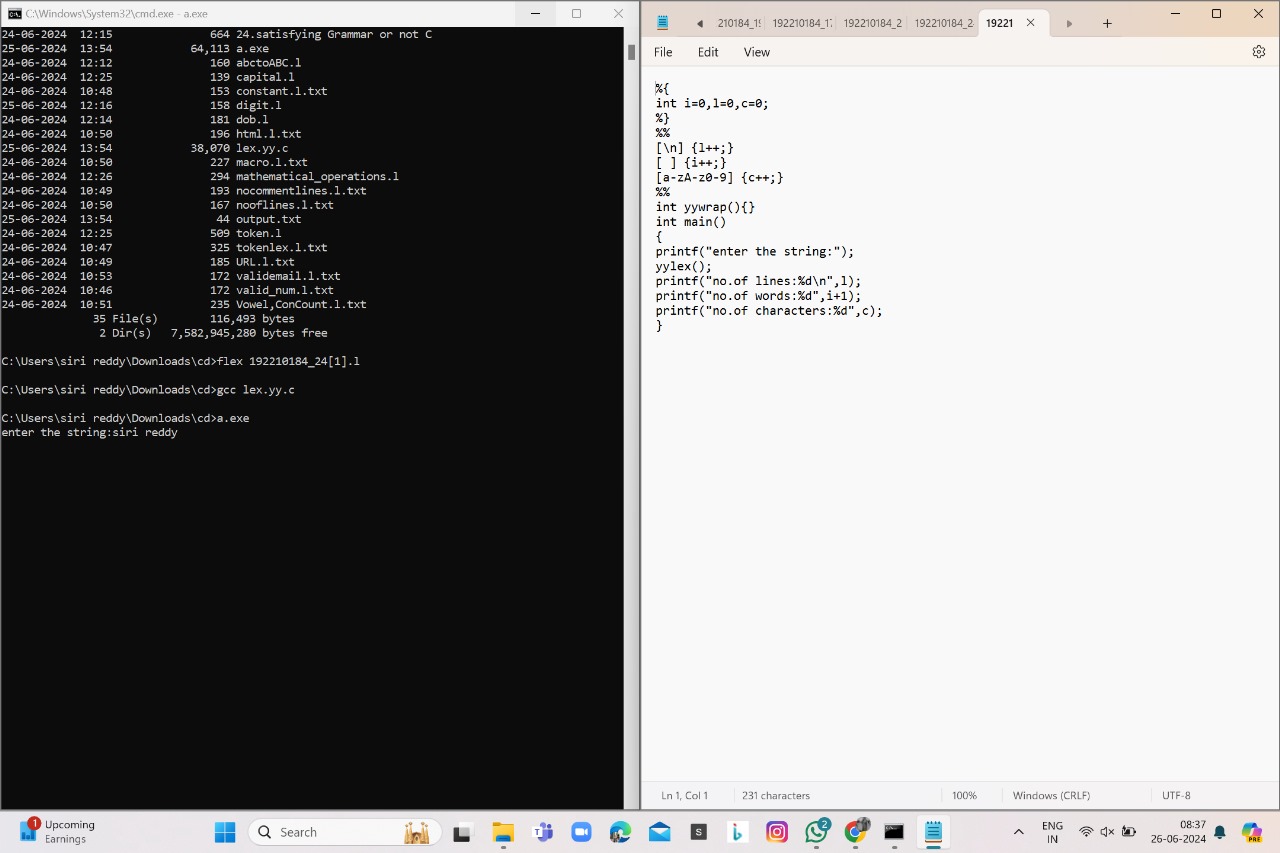 C:\Windows\System32\cmd.exe - a.exe
24-06-2024 12:15 664 24.satisfying Grammar or not C
25-06-2024 13:54 64,113 a.exe
24-06-2024 12:12 160 abctoABC.l
24-06-2024 12:25 139 capital.l
24-06-2024 10:48 153 constant.l.txt
25-06-2024 12:16 158 digit.l
24-06-2024 12:14 181 dob.l
24-06-2024 10:50 196 html.l.txt
25-06-2024 13:54 38,070 lex.yy.c
24-06-2024 10:50 227 macro.l.txt
24-06-2024 12:26 294 mathematical_operations.l
24-06-2024 10:49 193 nocommentlines.l.txt
24-06-2024 10:50 167 nooflines.l.txt
25-06-2024 13:54 44 output.txt
24-06-2024 12:25 509 token.l
24-06-2024 10:47 325 tokenlex.l.txt
24-06-2024 10:49 185 URL.l.txt
24-06-2024 10:53 172 validemail.l.txt
24-06-2024 10:46 172 valid_num.l.txt
24-06-2024 10:51 235 Vowel,ConCount.l.txt
35 File(s) 116,493 bytes
2 Dir(s) 7,582,945,280 bytes free
C:\Users\siri reddy\Downloads\cd>flex 192210184_24[1].l
C:\Users\siri reddy\Downloads\cd>gcc lex.yy.c
C:\Users\siri reddy\Downloads\cd>a.exe
enter the string:siri reddy
192210184_2 19221
File Edit View
%{
int i=0,l=0,c=0;
%}
%%
[\n] {l++;}
[ ] {i++;}
[a-zA-z0-9] {c++;}
%%
int yywrap(){}
int main()
{
printf("enter the string:");
yylex();
printf("no.of lines:%d\n",l);
printf("no.of words:%d",i+1);
printf("no.of characters:%d",c);
}
Ln 1, Col 1 231 characters 100% Windows (CRLF) UTF-8
1 Upcoming
Earnings
Search
S
2
ENG
IN
08:37
26-06-2024
PRE